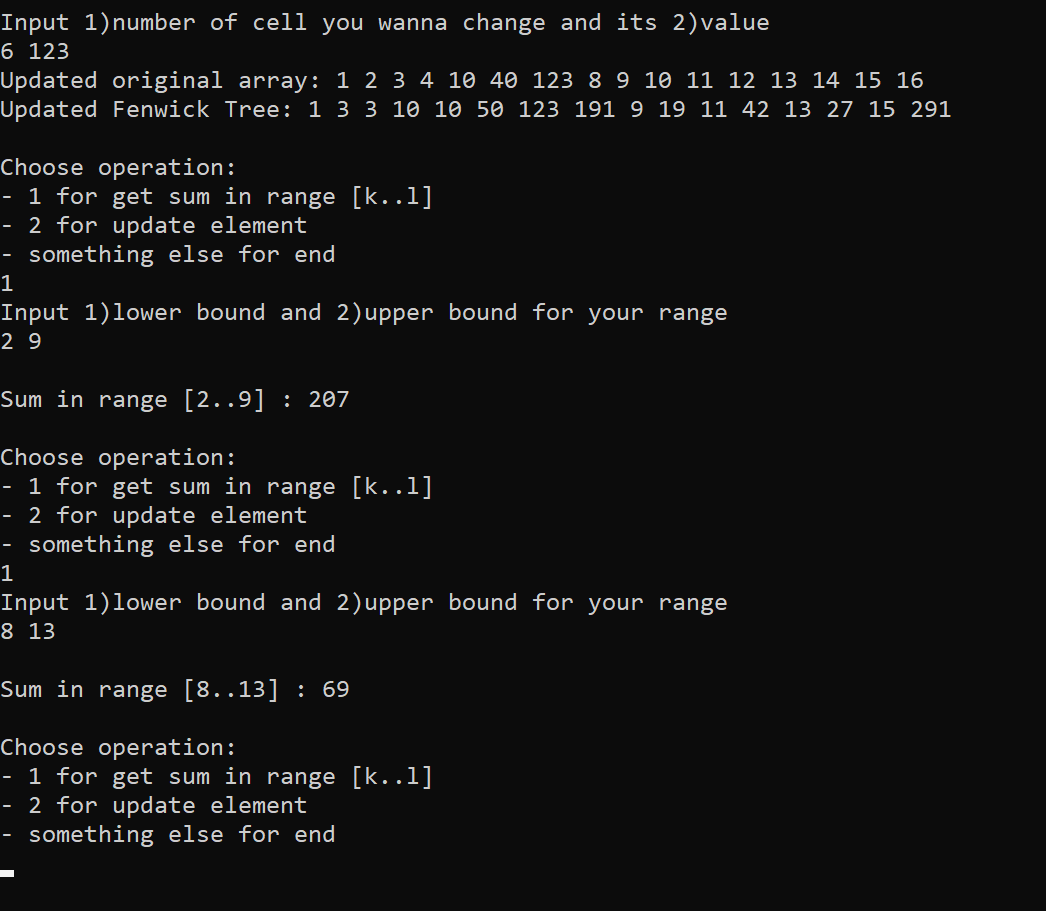 Input 1)number of cell you wanna change and its 2)value
6 123
Updated original array: 1 2 3 4 10 40 123 8 9 10 11 12 13 14 15 16
Updated Fenwick Tree: 1 3 3 10 10 50 123 191 9 19 11 42 13 27 15 291
Choose operation:
- 1 for get sum in range [k..l]
- 2 for update element
- something else for end
1
Input 1)lower bound and 2)upper bound for your range
2 9
Sum in range [2..9] : 207
Choose operation:
- 1 for get sum in range [k..l]
- 2 for update element
- something else for end
1
Input 1)lower bound and 2)upper bound for your range
8 13
Sum in range [8..13] : 69
Choose operation:
- 1 for get sum in range [k..l]
- 2 for update element
- something else for end